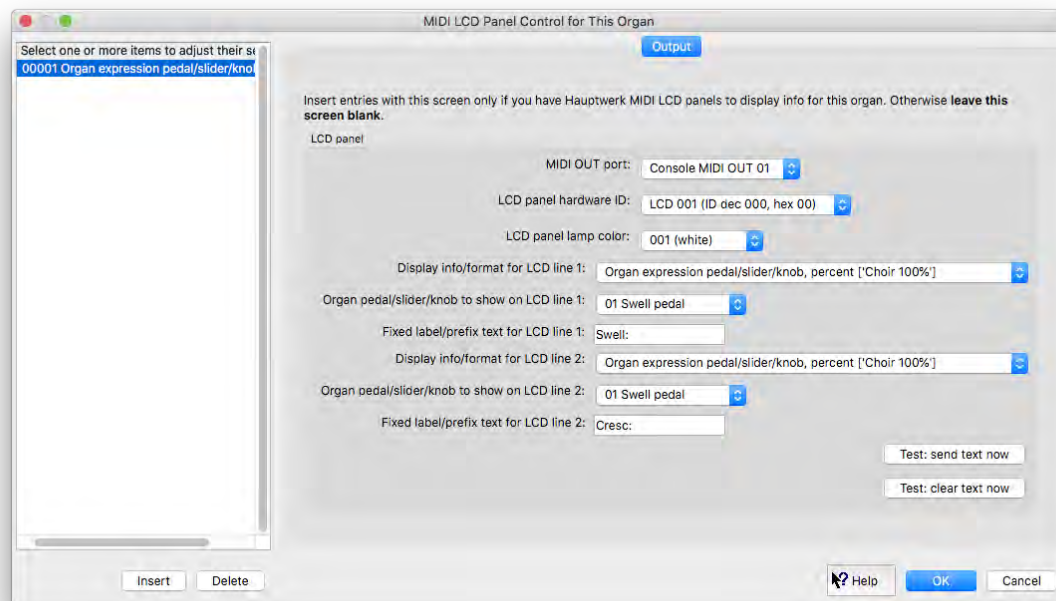 MIDI LCD Panel Control for This Organ
Select one or more items to adjust their se
00001 Organ expression pedal/slider/kno
Output
Insert entries with this screen only if you have Hauptwerk MIDI LCD panels to display info for this organ. Otherwise leave this
screen blank.
LCD panel
MIDI OUT port: Console MIDI OUT 01
LCD panel hardware ID: LCD 001 (ID dec 000, hex 00)
LCD panel lamp color: 001 (white)
Display info/format for LCD line 1: Organ expression pedal/slider/knob, percent ['Choir 100%']
Organ pedal/slider/knob to show on LCD line 1: 01 Swell pedal
Fixed label/prefix text for LCD line 1: Swell:
Display info/format for LCD line 2: Organ expression pedal/slider/knob, percent ['Choir 100%']
Organ pedal/slider/knob to show on LCD line 2: 01 Swell pedal
Fixed label/prefix text for LCD line 2: Cresc:
Test: send text now
Test: clear text now
Insert Delete ? Help OK Cancel